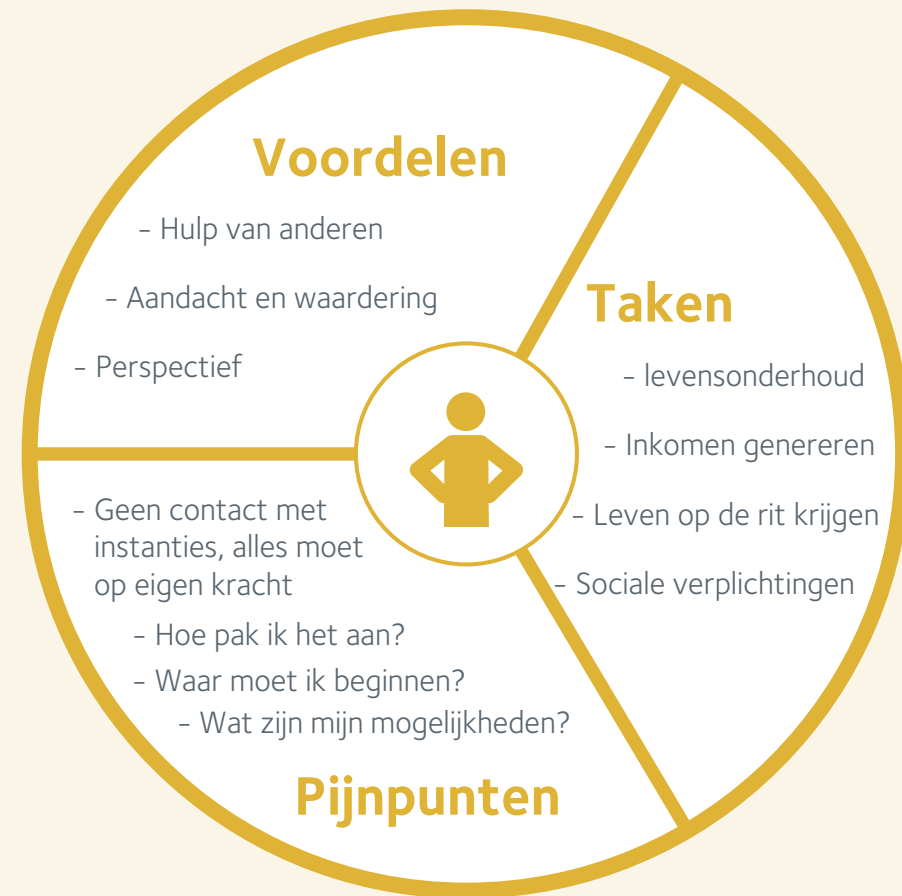 Voordelen
- Hulp van anderen
- Aandacht en waardering
- Perspectief
Taken
- levensonderhoud
- Inkomen genereren
- Leven op de rit krijgen
- Sociale verplichtingen
- Geen contact met
instanties, alles moet
op eigen kracht
- Hoe pak ik het aan?
- Waar moet ik beginnen?
- Wat zijn mijn mogelijkheden?
Pijnpunten